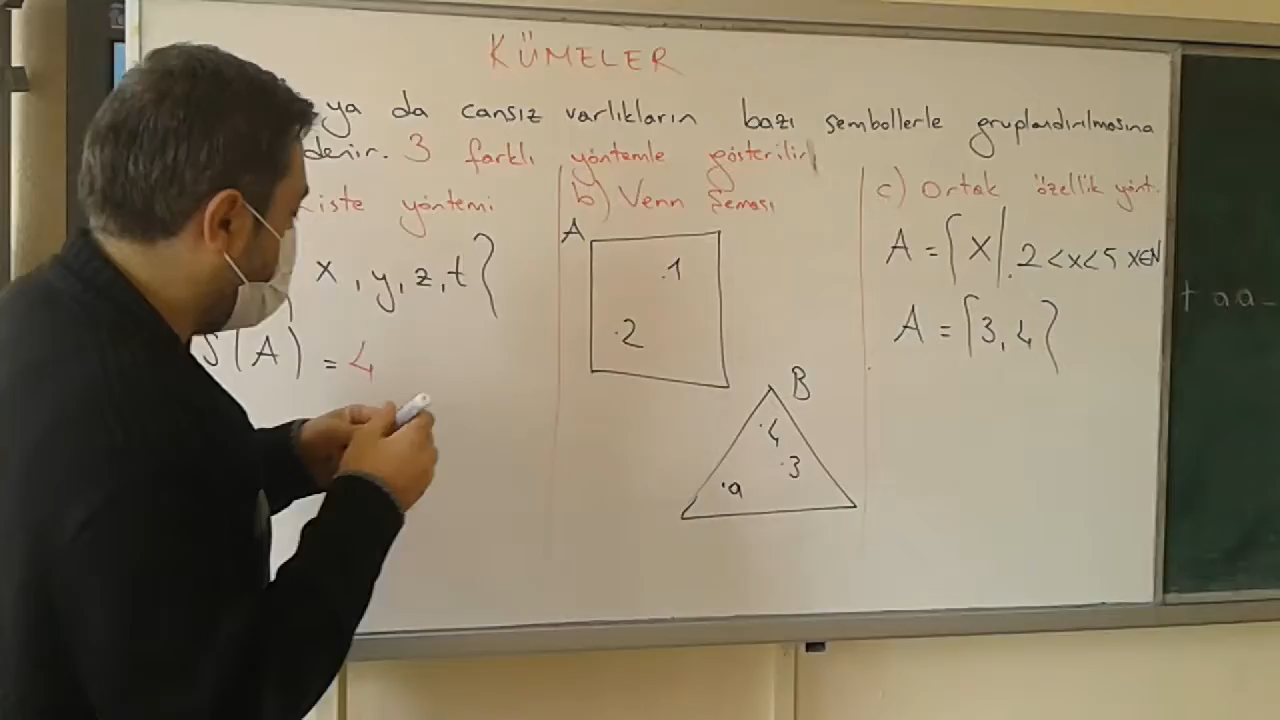 KÜMELER
ya da cansız varlıkların bazı sembollerle gruplandırılmasına
denir. 3 farklı yöntemle gösterilir
Liste yöntemi
x, y, z, t}
S(A) = 4
b) Venn Şeması
A
.1
.2
B
.4
.3
.a
c) Ortak özellik yönt.
A = {X|. 2<x<5 x∈N
A = {3,4}